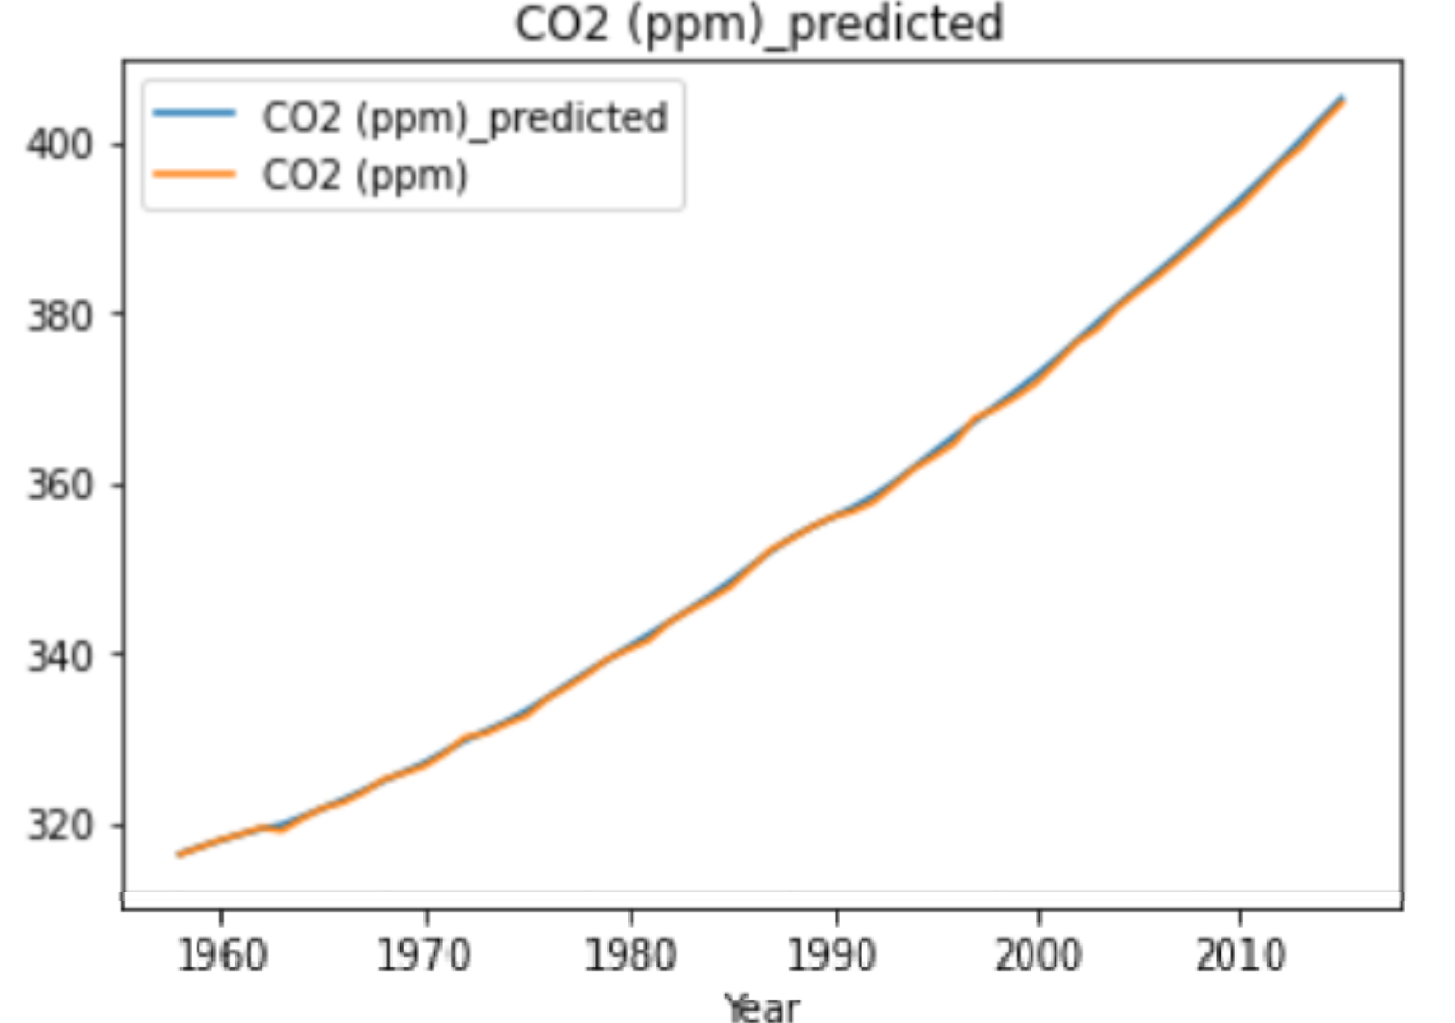 CO2 (ppm)_predicted
CO2 (ppm)_predicted
CO2 (ppm)
400
380
360
340
320
1960 1970 1980 1990 2000 2010
Year